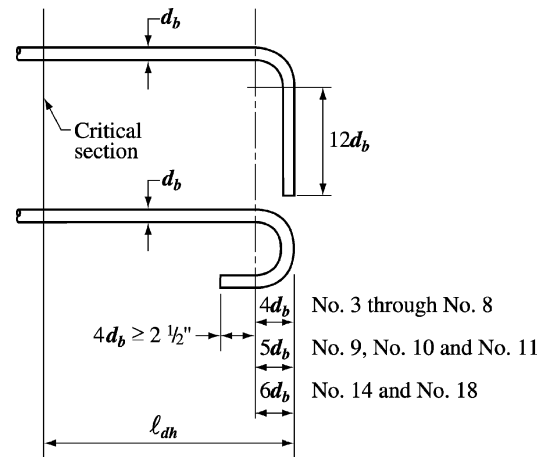 d_b
Critical
section
12d_b
d_b
4d_b No. 3 through No. 8
4d_b ≥ 2 ½"
5d_b No. 9, No. 10 and No. 11
6d_b No. 14 and No. 18
ℓ_dh